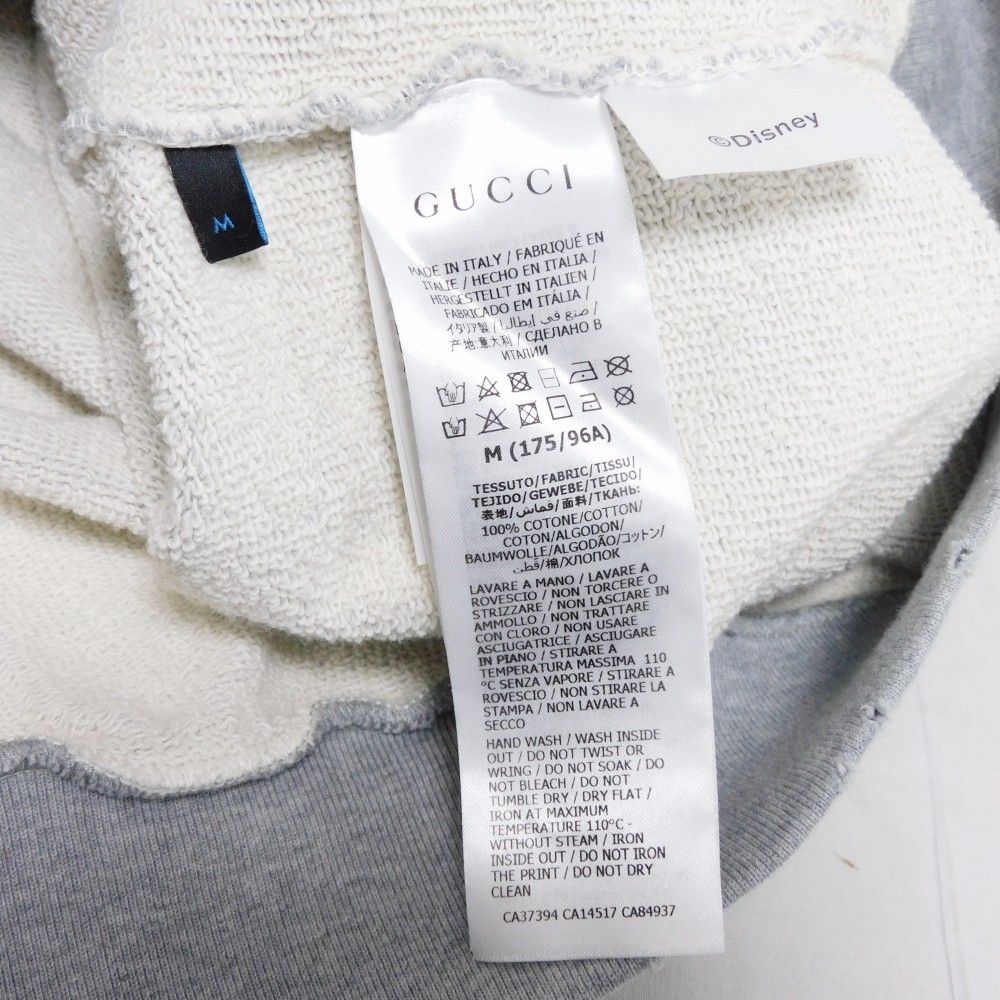 ©Disney
M
GUCCI
MADE IN ITALY / FABRIQUÉ EN
ITALIE / HECHO EN ITALIA /
HERGESTELLT IN ITALIEN /
FABRICADO EM ITÁLIA /
イタリア製 / صنع في إيطاليا /
产地:意大利 / СДЕЛАНО В
ИТАЛИИ
M (175/96A)
TESSUTO/FABRIC/TISSU/
TEJIDO/GEWEBE/TECIDO/
表地/قماش/面料/ТКАНЬ:
100% COTONE/COTTON/
COTON/ALGODON/
BAUMWOLLE/ALGODÃO/コットン/
قطن/棉/ХЛОПОК
LAVARE A MANO / LAVARE A
ROVESCIO / NON TORCERE O
STRIZZARE / NON LASCIARE IN
AMMOLLO / NON TRATTARE
CON CLORO / NON USARE
ASCIUGATRICE / ASCIUGARE
IN PIANO / STIRARE A
TEMPERATURA MASSIMA 110
°C SENZA VAPORE / STIRARE A
ROVESCIO / NON STIRARE LA
STAMPA / NON LAVARE A
SECCO
HAND WASH / WASH INSIDE
OUT / DO NOT TWIST OR
WRING / DO NOT SOAK / DO
NOT BLEACH / DO NOT
TUMBLE DRY / DRY FLAT /
IRON AT MAXIMUM
TEMPERATURE 110°C -
WITHOUT STEAM / IRON
INSIDE OUT / DO NOT IRON
THE PRINT / DO NOT DRY
CLEAN
CA37394 CA14517 CA84937